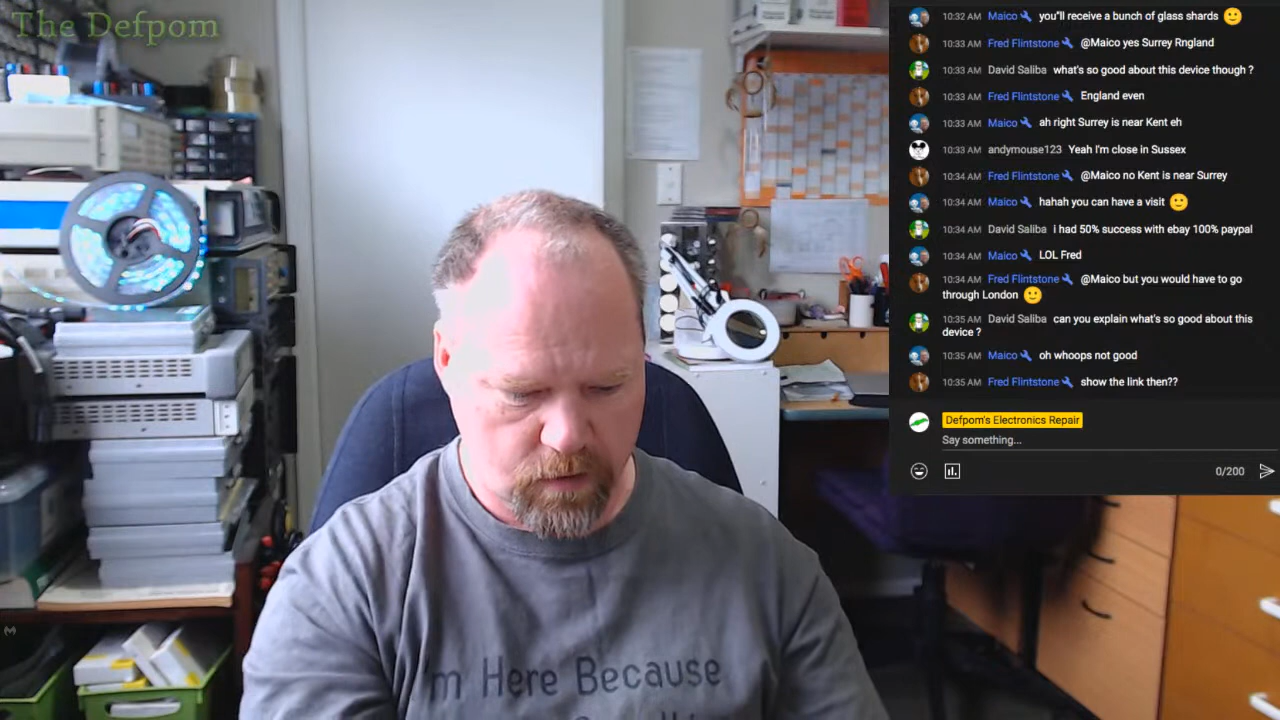 The Defpom
10:32 AM Maico you"ll receive a bunch of glass shards
10:33 AM Fred Flintstone @Maico yes Surrey Rngland
10:33 AM David Saliba what's so good about this device though ?
10:33 AM Fred Flintstone England even
10:33 AM Maico ah right Surrey is near Kent eh
10:33 AM andymouse123 Yeah I'm close in Sussex
10:34 AM Fred Flintstone @Maico no Kent is near Surrey
10:34 AM Maico hahah you can have a visit
10:34 AM David Saliba i had 50% success with ebay 100% paypal
10:34 AM Maico LOL Fred
10:34 AM Fred Flintstone @Maico but you would have to go
through London
10:35 AM David Saliba can you explain what's so good about this
device ?
10:35 AM Maico oh whoops not good
10:35 AM Fred Flintstone show the link then??
Defpom's Electronics Repair
Say something...
0/200
I'm Here Because